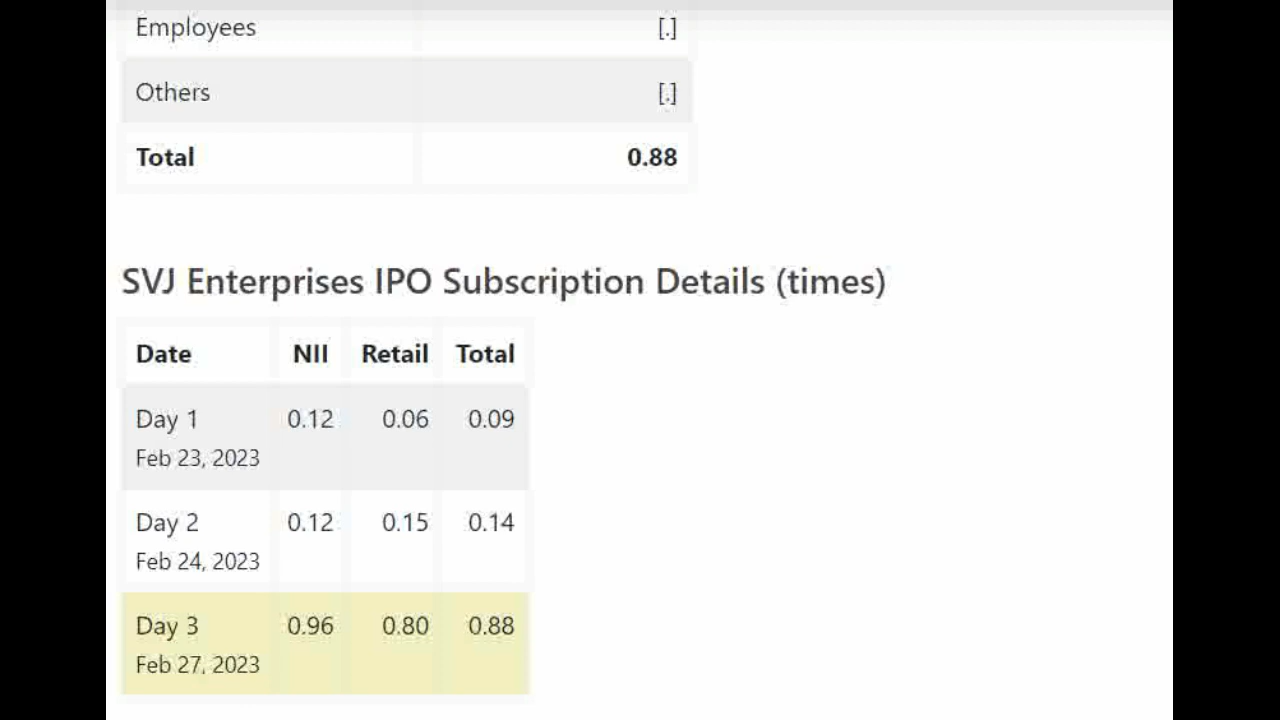 Employees [.]
Others [.]
Total 0.88
SVJ Enterprises IPO Subscription Details (times)
Date NII Retail Total
Day 1 0.12 0.06 0.09
Feb 23, 2023
Day 2 0.12 0.15 0.14
Feb 24, 2023
Day 3 0.96 0.80 0.88
Feb 27, 2023